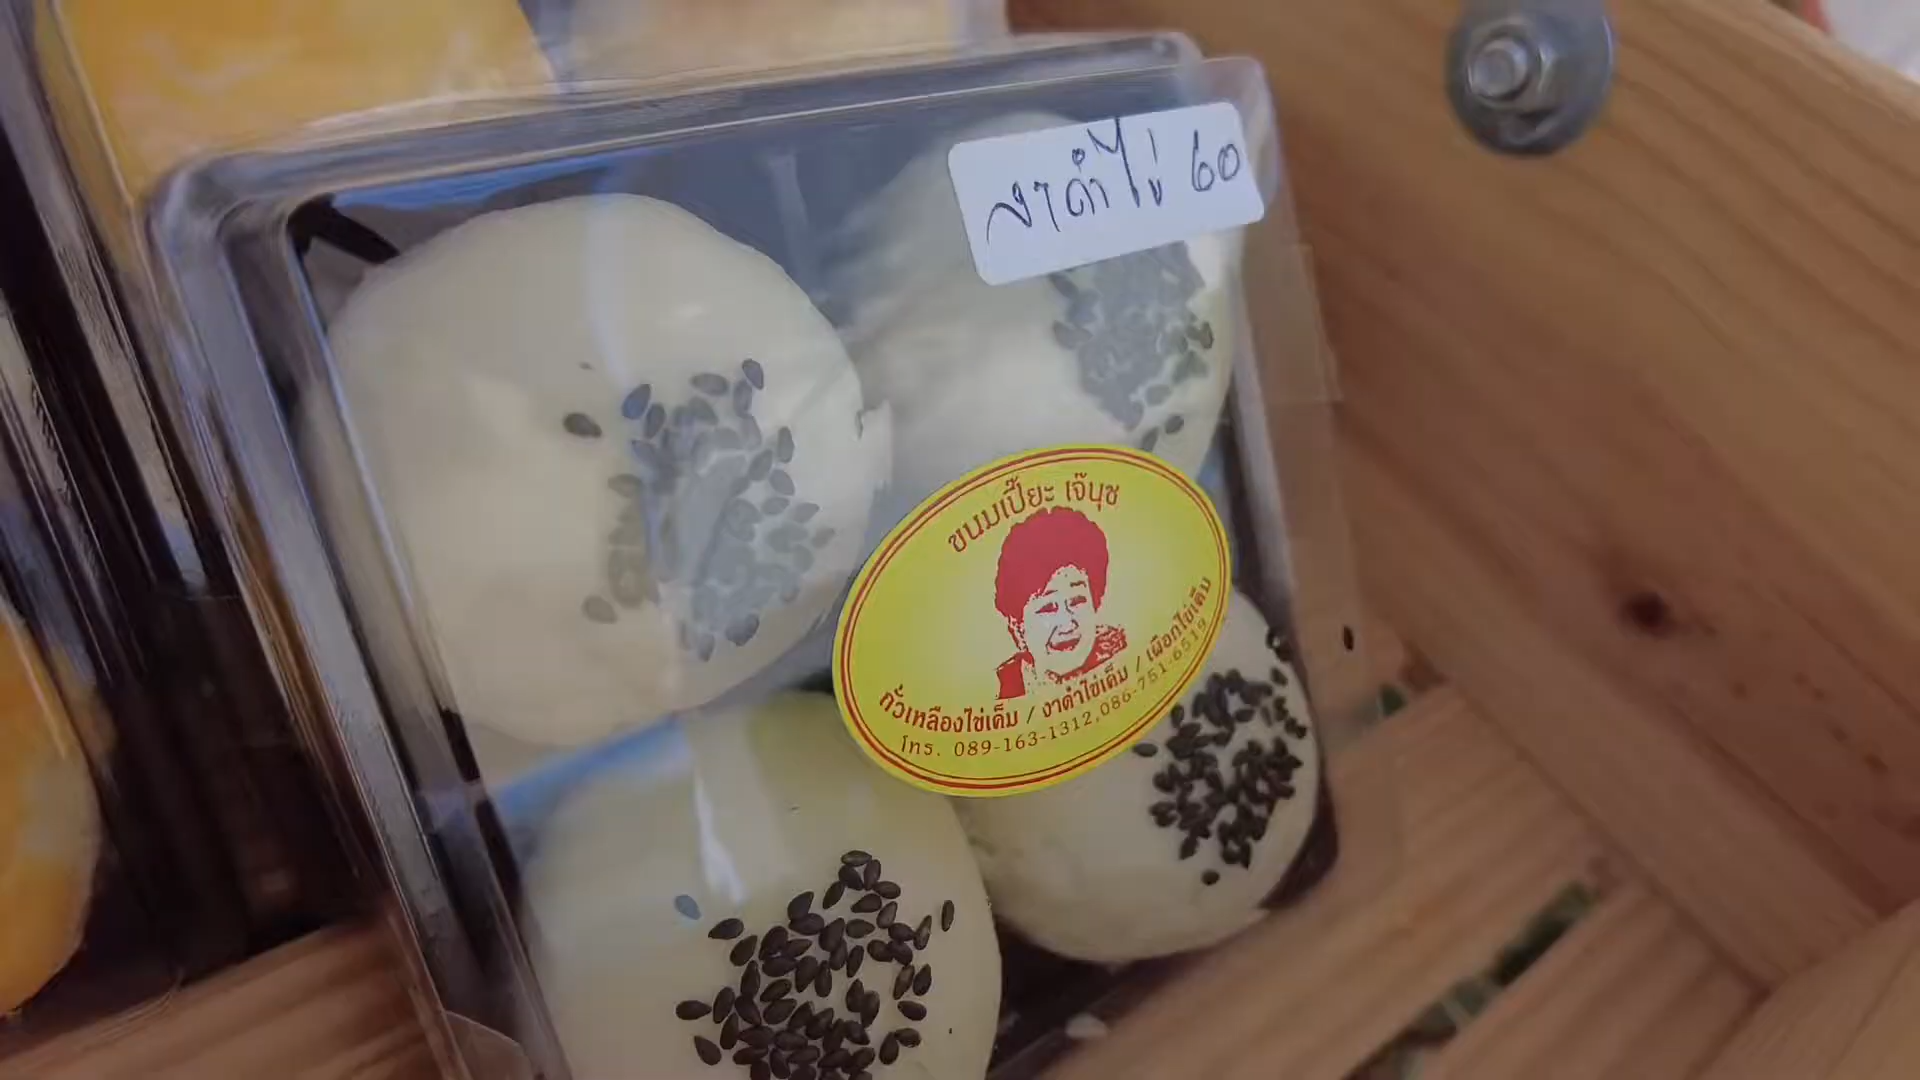 งาดำไข่ 60
ขนมเปี๊ยะ เจ๊นุช
ถั่วเหลืองไข่เค็ม / งาดำไข่เค็ม / เผือกไข่เค็ม
โทร. 089-163-1312,086-751-6519